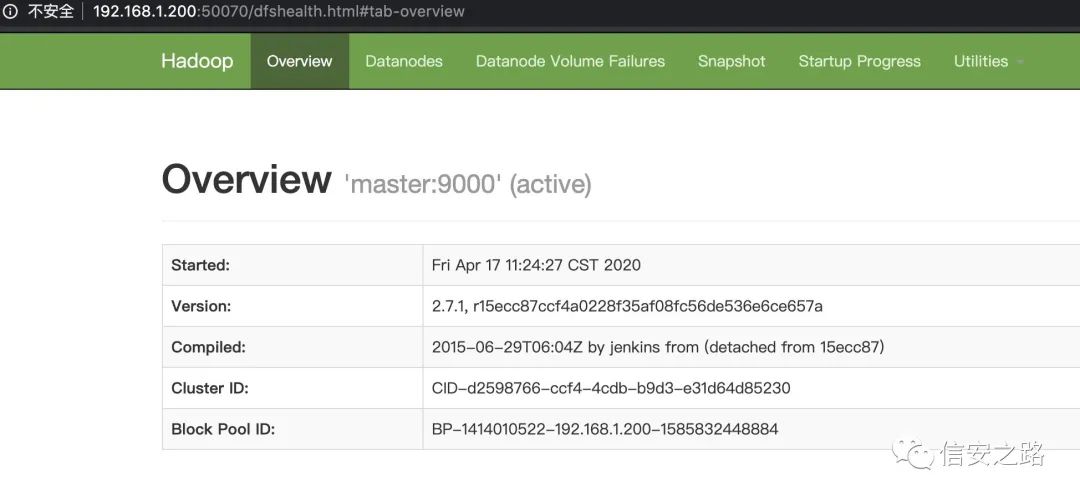 不安全 192.168.1.200:50070/dfshealth.html#tab-overview
Hadoop Overview Datanodes Datanode Volume Failures Snapshot Startup Progress Utilities
Overview 'master:9000' (active)
Started: Fri Apr 17 11:24:27 CST 2020
Version: 2.7.1, r15ecc87ccf4a0228f35af08fc56de536e6ce657a
Compiled: 2015-06-29T06:04Z by jenkins from (detached from 15ecc87)
Cluster ID: CID-d2598766-ccf4-4cdb-b9d3-e31d64d85230
Block Pool ID: BP-1414010522-192.168.1.200-1585832448884
信安之路